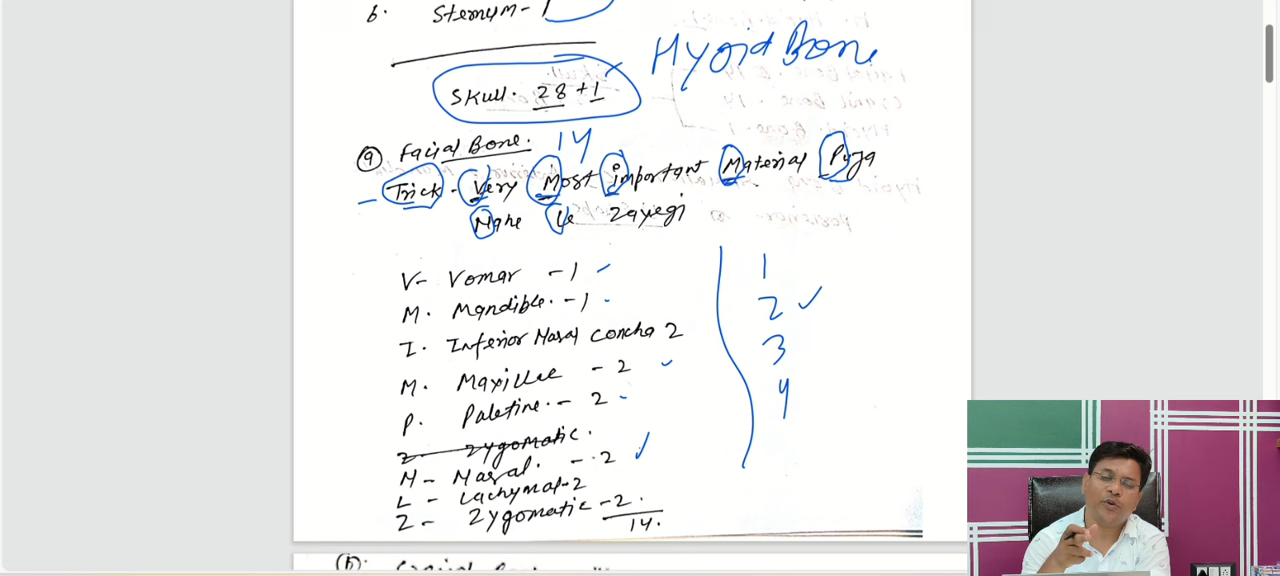 6. Sternum - 1
Hyoid Bone
Skull. 28 + 1
(a) Facial Bone. 14
Trick - Very Most important Material Puja
Nahe Le Zayegi
V- Vomar - 1
M. Mandible. - 1
I. Inferior Nasal Concha 2
M. Maxillae - 2
P. Paletine. - 2
Z- Zygomatic.
N- Nasal. - 2
L - Lachymal-2
Z- Zygomatic - 2.
14.
1
2
3
4
(b)